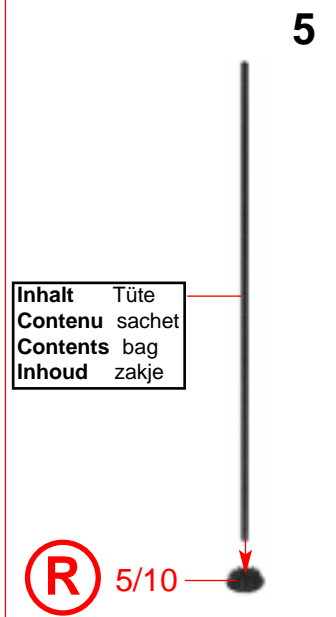 5
Inhalt Tüte
Contenu sachet
Contents bag
Inhoud zakje
R 5/10